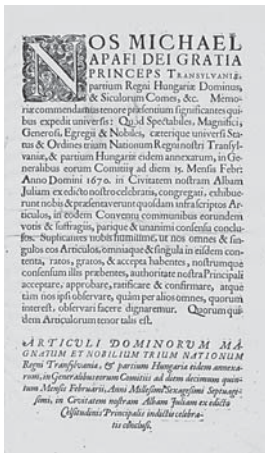 NOS MICHAEL
APAFI DEI GRATIA
PRINCEPS TRANSYLVANIÆ,
partium Regni Hungariæ Dominus,
& Siculorum Comes, &c. Memo-
riæ commendamus tenore præsentium significantes qui-
bus expedit universis: Quod Spectabiles, Magnifici,
Generosi, Egregii & Nobiles, cæterique universi Sta-
tus & Ordines trium Nationum Regni nostri Transyl-
vaniæ, & partium Hungariæ eidem annexarum, in Ge-
neralibus eorum Comitiis ad diem 15. Mensis Febr:
Anno Domini 1670. in Civitatem nostram Albam
Juliam ex edicto nostro celebratis, congregati, exhibue-
runt nobis & præsentaverunt quosdam infra scriptos Ar-
ticulos, in eodem Conventu communibus eorundem
votis & suffragiis, parique & unanimi consensu conclu-
sos. Suplicantes nobis humillime, ut nos omnes & sin-
gulos eos Articulos, omniaque & singula in eisdem con-
tenta, ratos, gratos, & accepta habentes, nostrumque
consensum illis præbentes, authoritate nostra Principali
acceptare, approbare, ratificare & confirmare, atque
tam nos ipsi observare, quam per alios omnes, quorum
interest, observari facere dignaremur. Quorum qui-
dem Articulorum tenor talis est.
ARTICULI DOMINORUM MA-
GNATUM ET NOBILIUM TRIUM NATIONUM
Regni Transylvaniæ, & partium Hungariæ eidem annexa-
rum, in Generalibus eorum Comitiis ad diem decimum quin-
tum Mensis Februarii, Anni Millesimi Sexcentesimi Septuage-
simi, in Civitatem nostram Albam Juliam ex edicto
Celsitudinis Principalis indictis celebra-
tis conclusi.